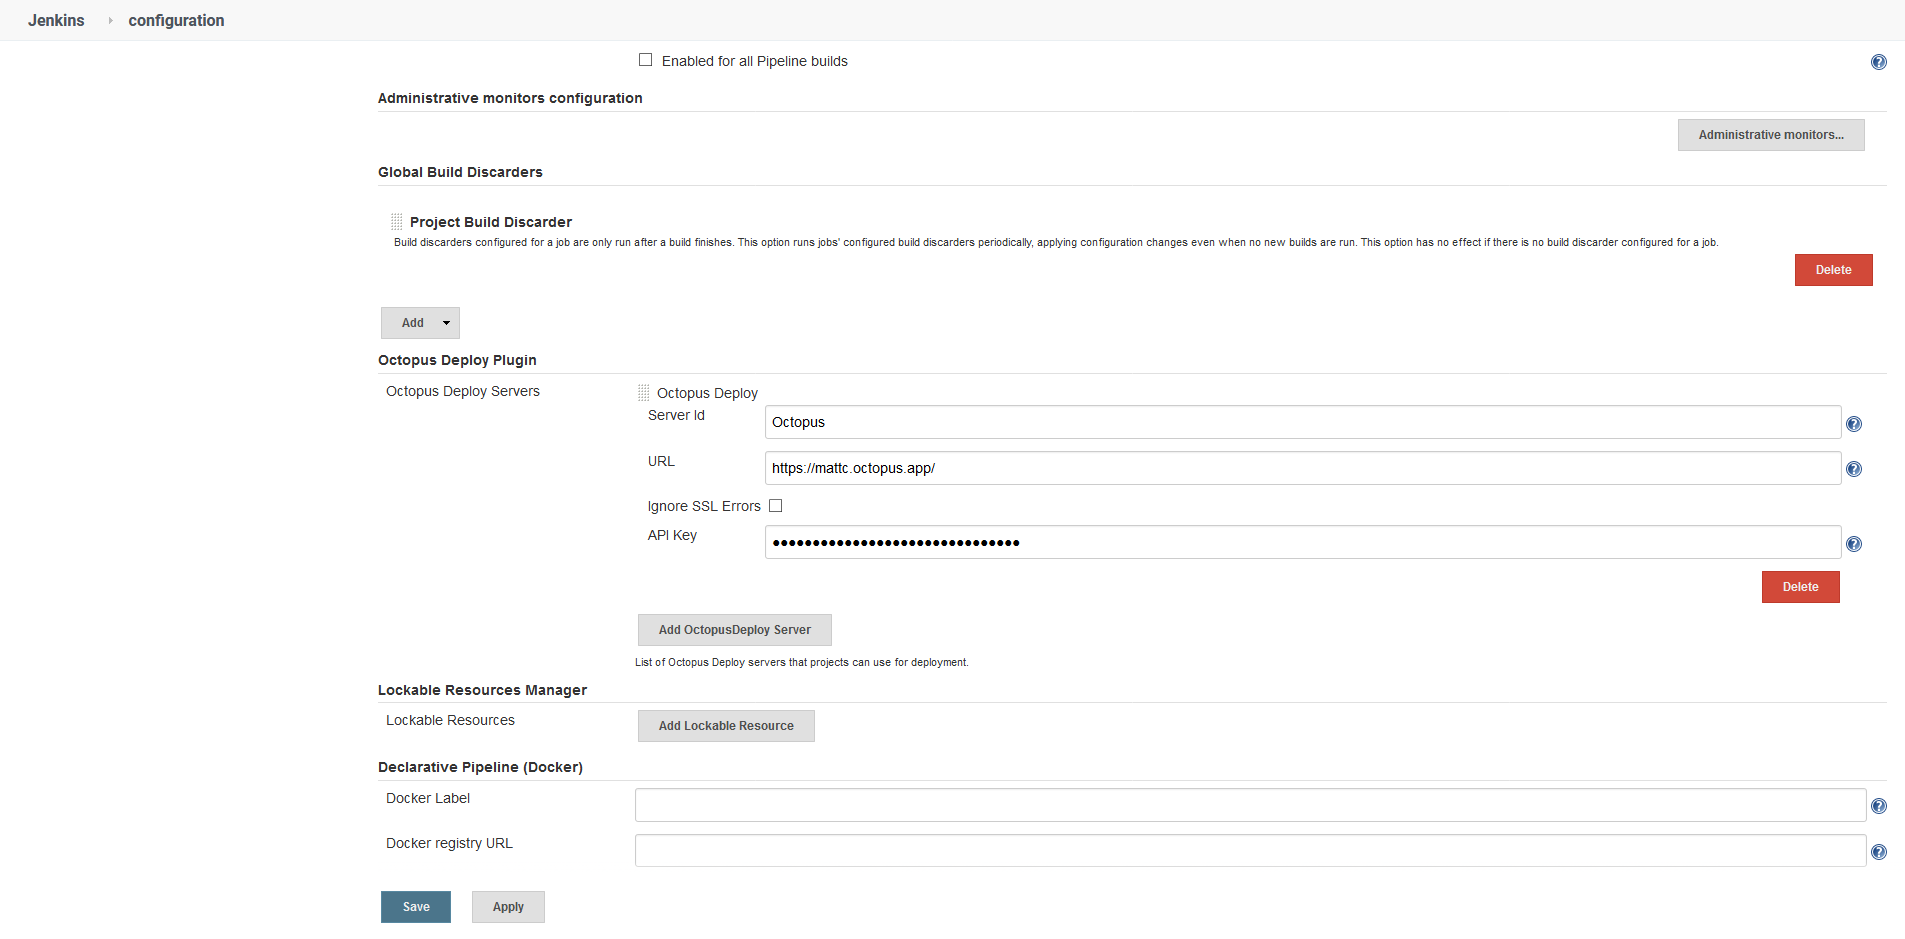 Jenkins configuration
Enabled for all Pipeline builds
Administrative monitors configuration
Administrative monitors...
Global Build Discarders
Project Build Discarder
Build discarders configured for a job are only run after a build finishes. This option runs jobs' configured build discarders periodically, applying configuration changes even when no new builds are run. This option has no effect if there is no build discarder configured for a job.
Delete
Add
Octopus Deploy Plugin
Octopus Deploy Servers
Octopus Deploy
Server Id
Octopus
URL
https://mattc.octopus.app/
Ignore SSL Errors
API Key
●●●●●●●●●●●●●●●●●●●●●●●●●●●●●●●
Delete
Add OctopusDeploy Server
List of Octopus Deploy servers that projects can use for deployment.
Lockable Resources Manager
Lockable Resources
Add Lockable Resource
Declarative Pipeline (Docker)
Docker Label
Docker registry URL
Save Apply